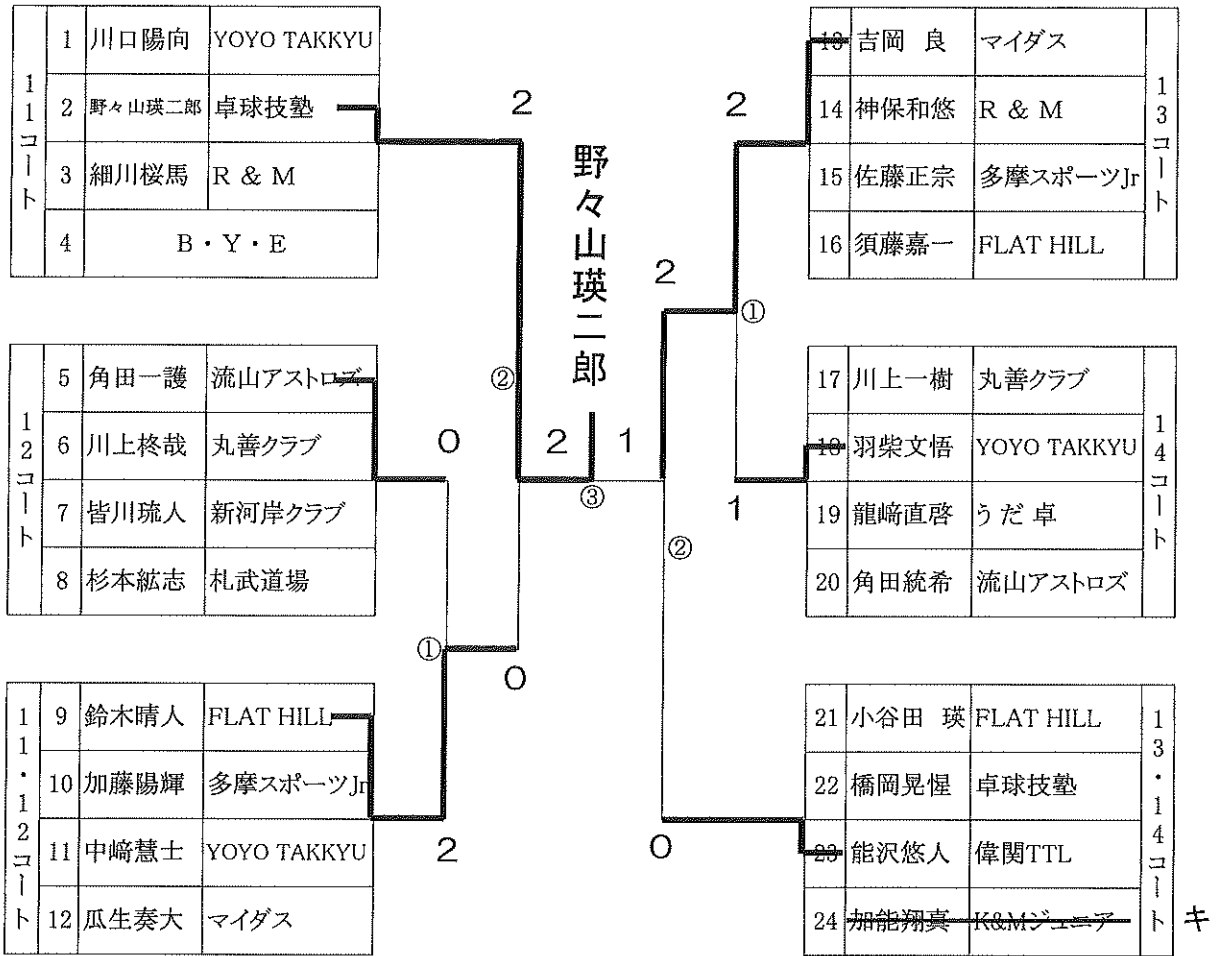 11コート
1 川口陽向 YOYO TAKKYU
2 野々山瑛二郎 卓球技塾
3 細川桜馬 R & M
4 B・Y・E
12コート
5 角田一護 流山アストロズ
6 川上柊哉 丸善クラブ
7 皆川琉人 新河岸クラブ
8 杉本紘志 札武道場
11・12コート
9 鈴木晴人 FLAT HILL
10 加藤陽輝 多摩スポーツJr
11 中﨑慧士 YOYO TAKKYU
12 瓜生奏大 マイダス
2
0
①
2
0
②
2
野々山瑛二郎
③
1
2
2
①
1
②
0
13 吉岡 良 マイダス
14 神保和悠 R & M
15 佐藤正宗 多摩スポーツJr
16 須藤嘉一 FLAT HILL
13コート
17 川上一樹 丸善クラブ
18 羽柴文悟 YOYO TAKKYU
19 龍﨑直啓 うだ卓
20 角田統希 流山アストロズ
14コート
21 小谷田 瑛 FLAT HILL
22 橋岡晃惺 卓球技塾
23 能沢悠人 偉関TTL
24 加能翔真 K&Mジュニア
13・14コート
キ